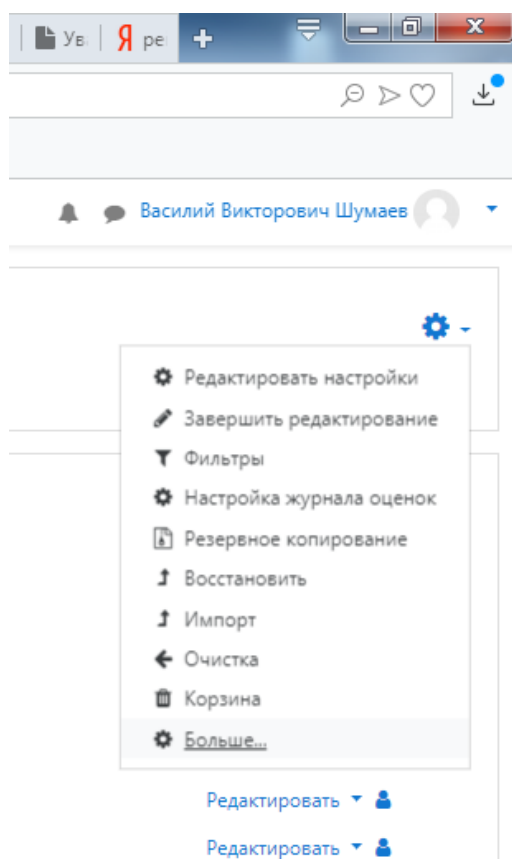 Ув
Я ре
Василий Викторович Шумаев
Редактировать настройки
Завершить редактирование
Фильтры
Настройка журнала оценок
Резервное копирование
Восстановить
Импорт
Очистка
Корзина
Больше...
Редактировать
Редактировать